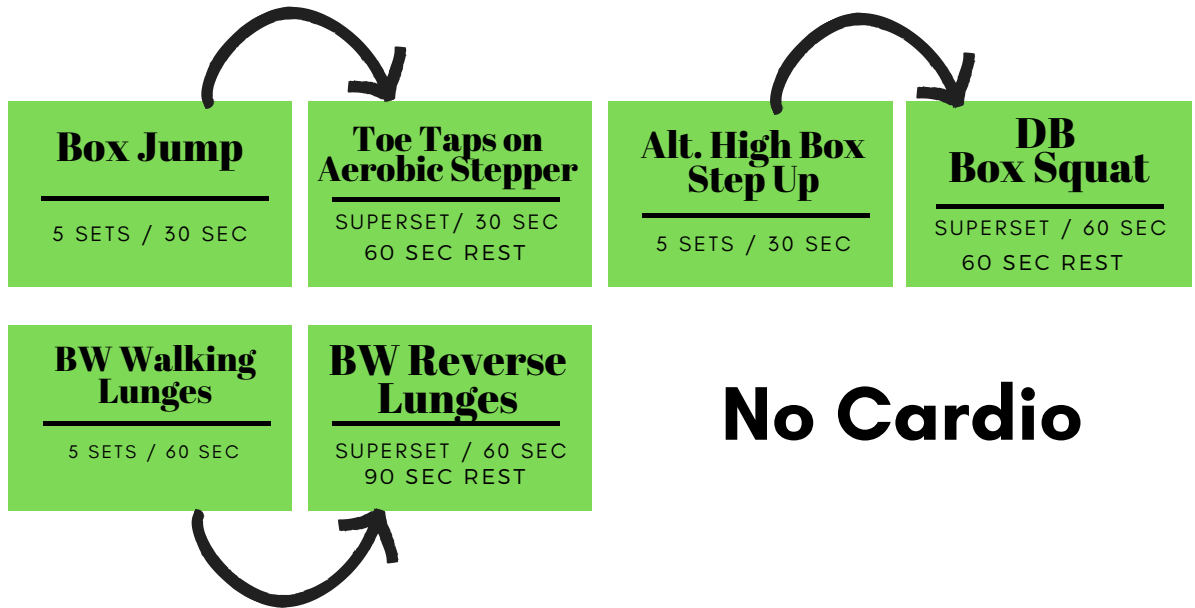 Box Jump
5 SETS / 30 SEC
Toe Taps on
Aerobic Stepper
SUPERSET/ 30 SEC
60 SEC REST
Alt. High Box
Step Up
5 SETS / 30 SEC
DB
Box Squat
SUPERSET / 60 SEC
60 SEC REST
BW Walking
Lunges
5 SETS / 60 SEC
BW Reverse
Lunges
SUPERSET / 60 SEC
90 SEC REST
No Cardio